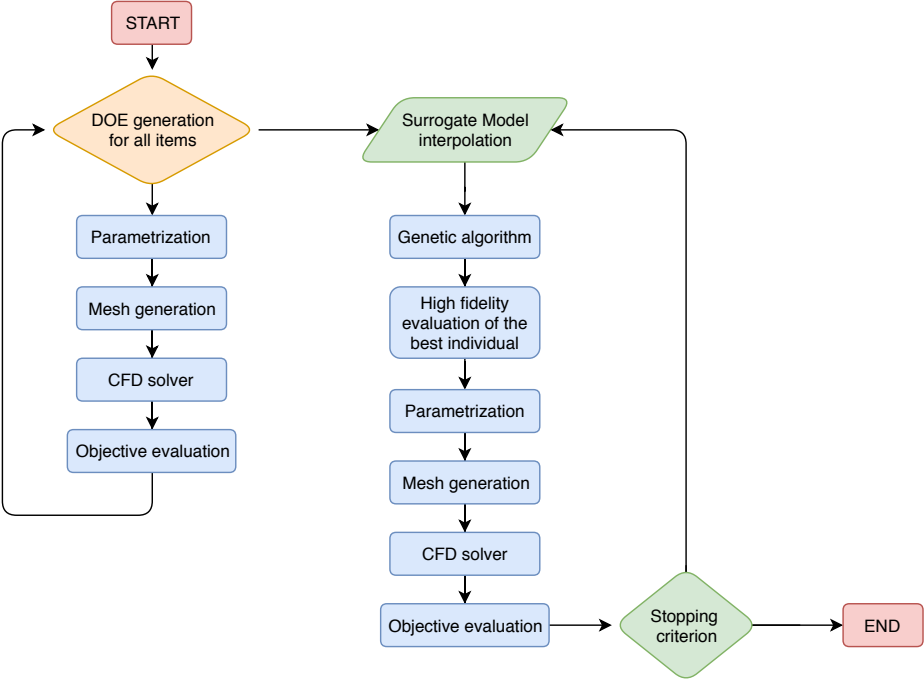 START
DOE generation
for all items
Parametrization
Mesh generation
CFD solver
Objective evaluation
Surrogate Model
interpolation
Genetic algorithm
High fidelity
evaluation of the
best individual
Parametrization
Mesh generation
CFD solver
Objective evaluation
Stopping
criterion
END